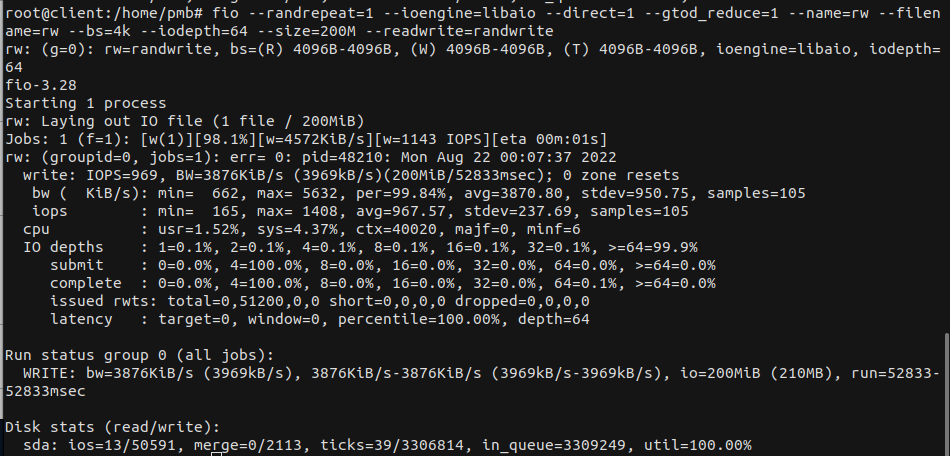 root@client:/home/pmb# fio --randrepeat=1 --ioengine=libaio --direct=1 --gtod_reduce=1 --name=rw --filen
ame=rw --bs=4k --iodepth=64 --size=200M --readwrite=randwrite
rw: (g=0): rw=randwrite, bs=(R) 4096B-4096B, (W) 4096B-4096B, (T) 4096B-4096B, ioengine=libaio, iodepth=
64
fio-3.28
Starting 1 process
rw: Laying out IO file (1 file / 200MiB)
Jobs: 1 (f=1): [w(1)][98.1%][w=4572KiB/s][w=1143 IOPS][eta 00m:01s]
rw: (groupid=0, jobs=1): err= 0: pid=48210: Mon Aug 22 00:07:37 2022
  write: IOPS=969, BW=3876KiB/s (3969kB/s)(200MiB/52833msec); 0 zone resets
   bw (  KiB/s): min=  662, max= 5632, per=99.84%, avg=3870.80, stdev=950.75, samples=105
   iops        : min=  165, max= 1408, avg=967.57, stdev=237.69, samples=105
  cpu          : usr=1.52%, sys=4.37%, ctx=40020, majf=0, minf=6
  IO depths    : 1=0.1%, 2=0.1%, 4=0.1%, 8=0.1%, 16=0.1%, 32=0.1%, >=64=99.9%
     submit    : 0=0.0%, 4=100.0%, 8=0.0%, 16=0.0%, 32=0.0%, 64=0.0%, >=64=0.0%
     complete  : 0=0.0%, 4=100.0%, 8=0.0%, 16=0.0%, 32=0.0%, 64=0.1%, >=64=0.0%
     issued rwts: total=0,51200,0,0 short=0,0,0,0 dropped=0,0,0,0
     latency   : target=0, window=0, percentile=100.00%, depth=64

Run status group 0 (all jobs):
  WRITE: bw=3876KiB/s (3969kB/s), 3876KiB/s-3876KiB/s (3969kB/s-3969kB/s), io=200MiB (210MB), run=52833-
52833msec

Disk stats (read/write):
  sda: ios=13/50591, merge=0/2113, ticks=39/3306814, in_queue=3309249, util=100.00%